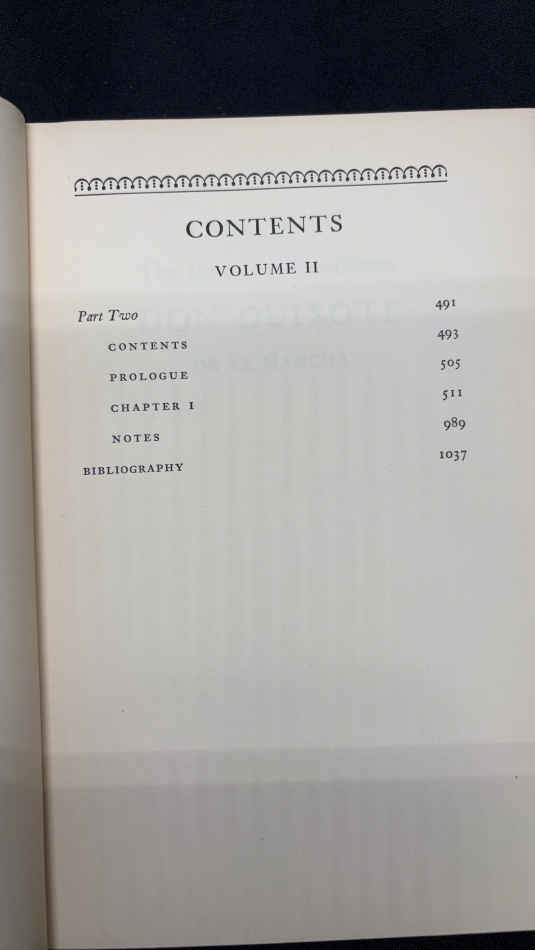 CONTENTS
VOLUME II
Part Two 491
CONTENTS 493
PROLOGUE 505
CHAPTER I 511
NOTES 989
BIBLIOGRAPHY 1037